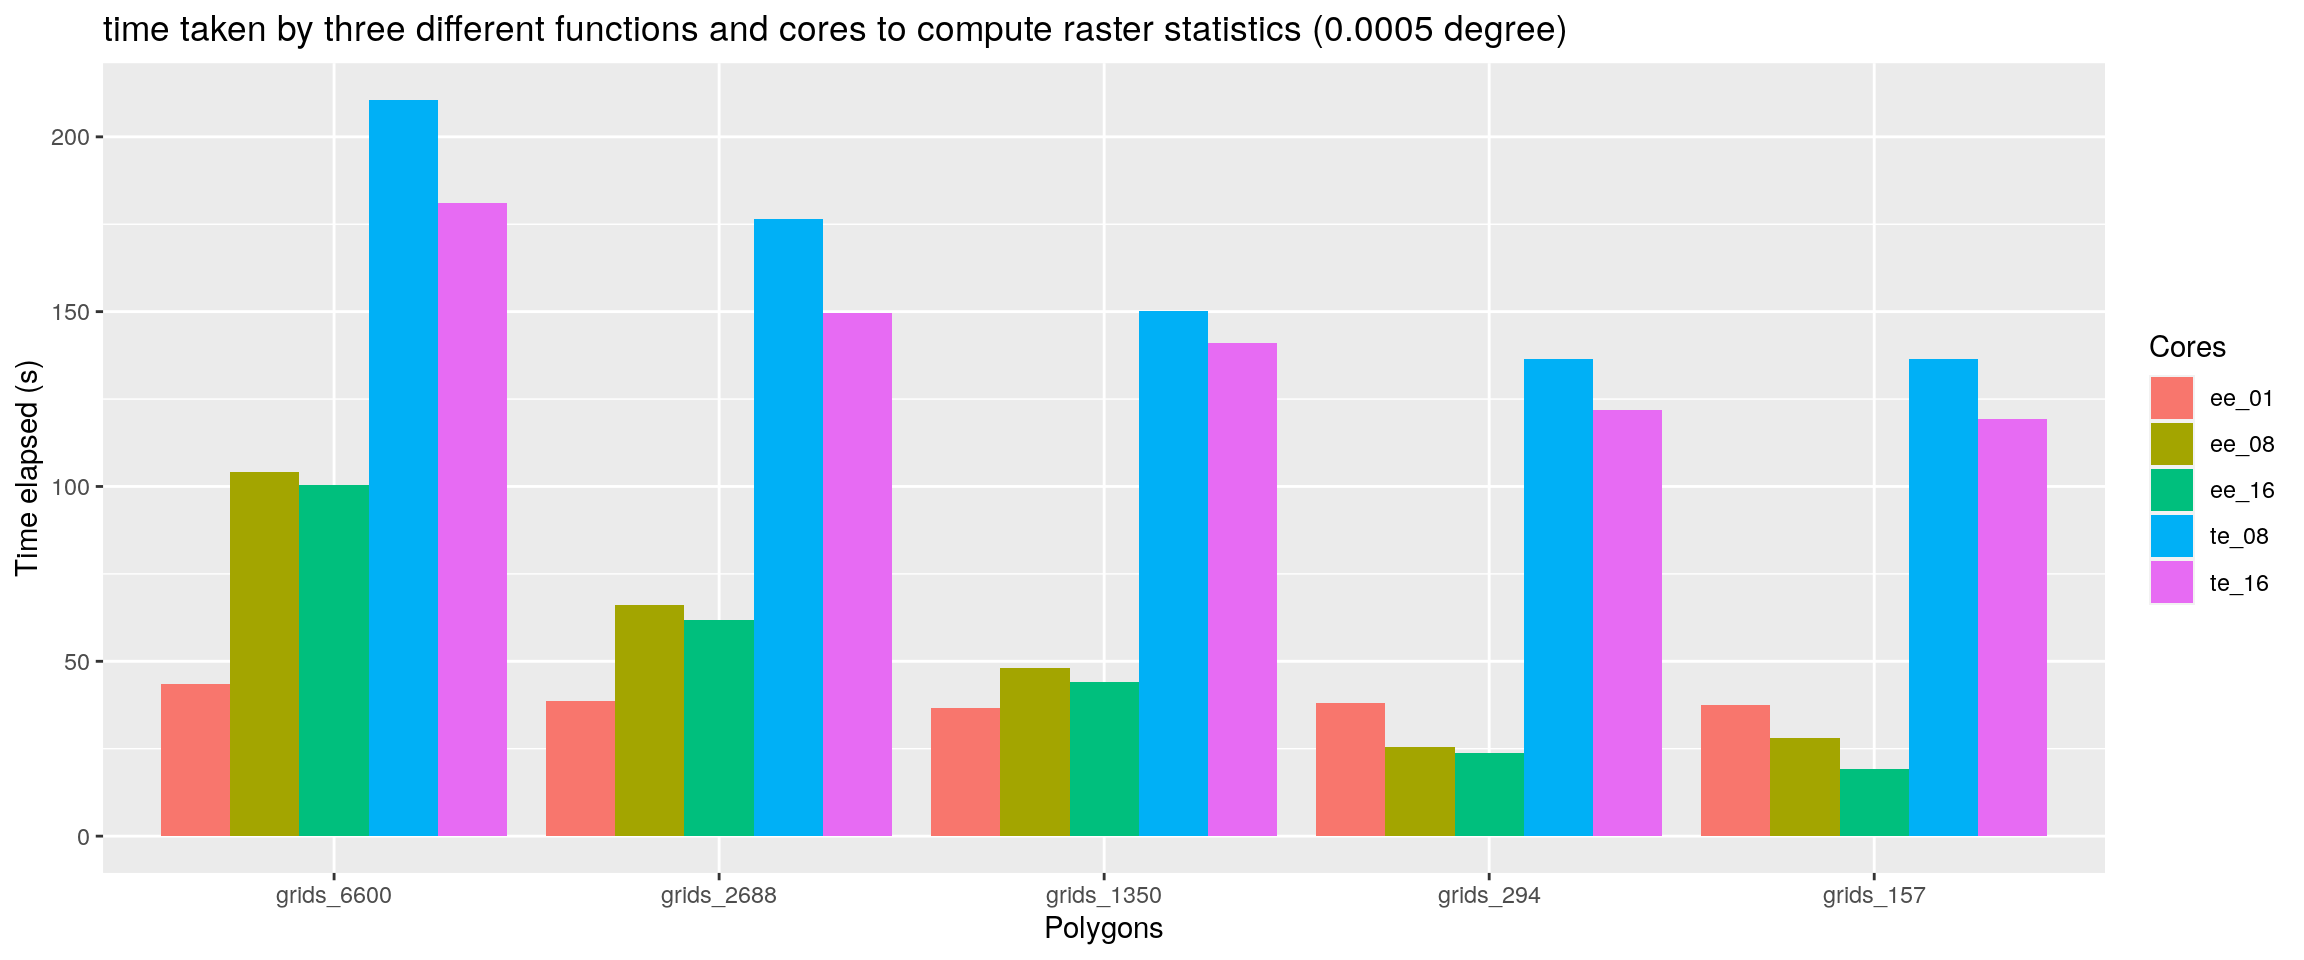 time taken by three different functions and cores to compute raster statistics (0.0005 degree)
Time elapsed (s)
200
150
100
50
0
grids_6600 grids_2688 grids_1350 grids_294 grids_157
Polygons
Cores
ee_01
ee_08
ee_16
te_08
te_16